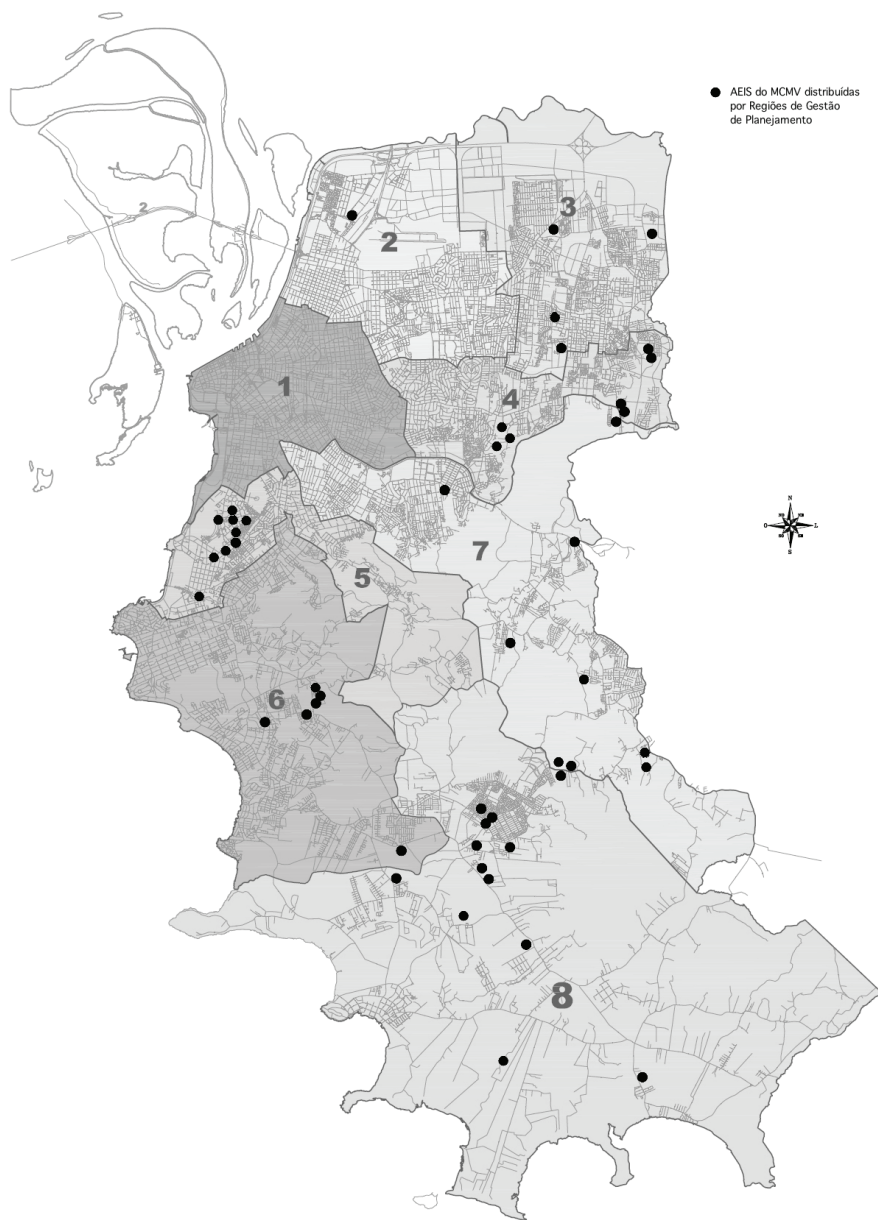 AEIS do MCMV distribuídas
por Regiões de Gestão
de Planejamento
2
3
2
1
4
N
O L
S
7
5
6
8